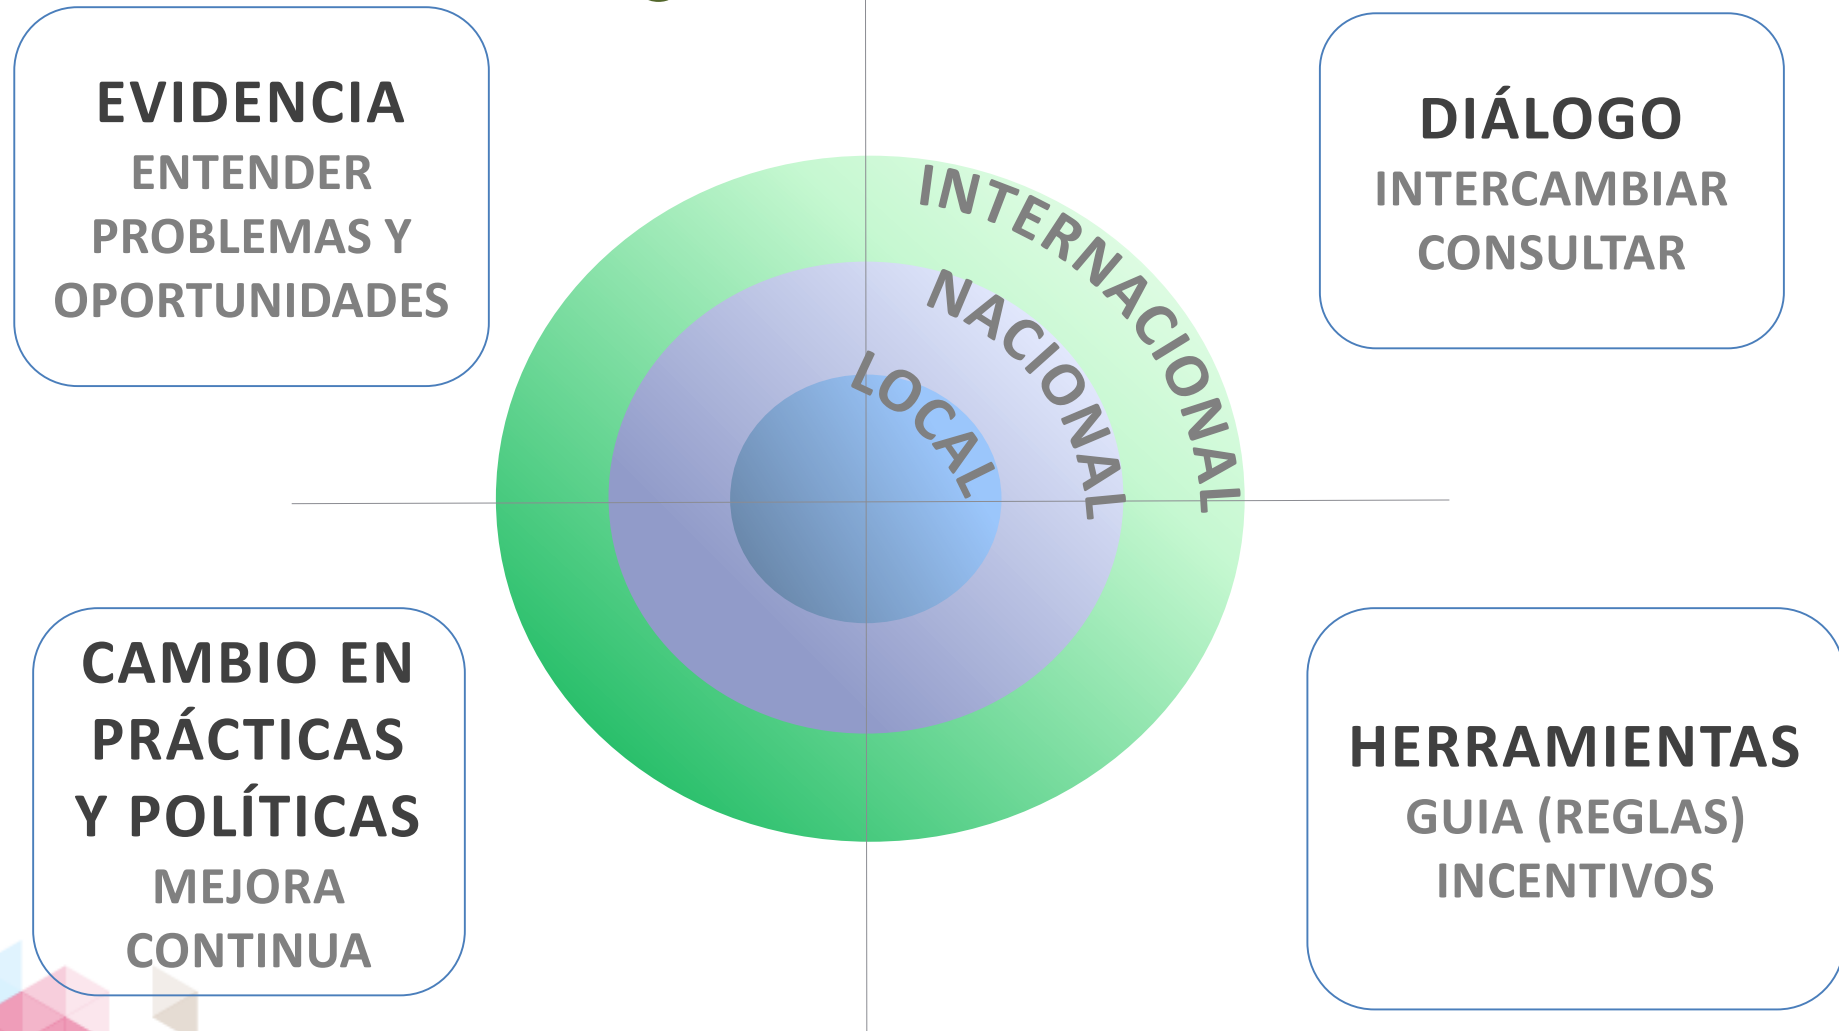 EVIDENCIA
ENTENDER
PROBLEMAS Y
OPORTUNIDADES
DIÁLOGO
INTERCAMBIAR
CONSULTAR
INTERNACIONAL
NACIONAL
LOCAL
CAMBIO EN
PRÁCTICAS
Y POLÍTICAS
MEJORA
CONTINUA
HERRAMIENTAS
GUIA (REGLAS)
INCENTIVOS